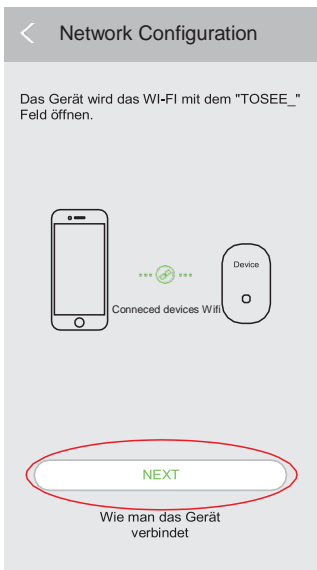 Network Configuration
Das Gerät wird das WI-FI mit dem "TOSEE_"
Feld öffnen.
Device
Conneced devices Wifi
NEXT
Wie man das Gerät
verbindet